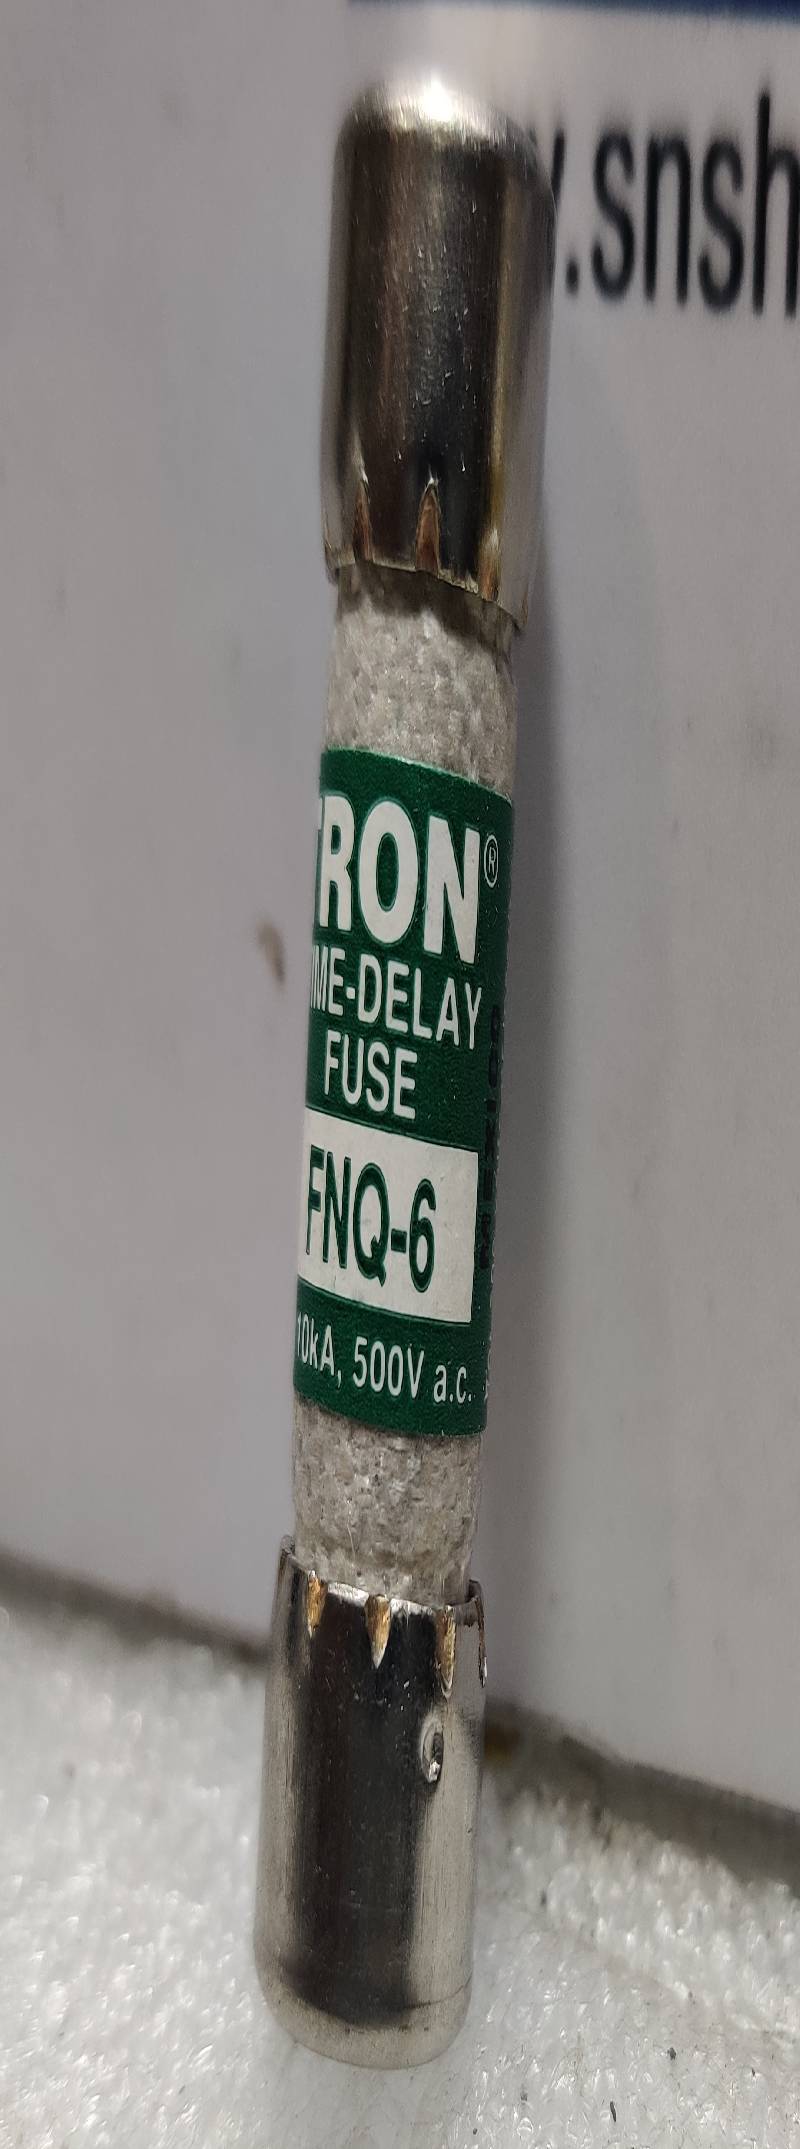 .snsh
TRON®
IME-DELAY
FUSE
FNQ-6
10kA, 500V a.c.